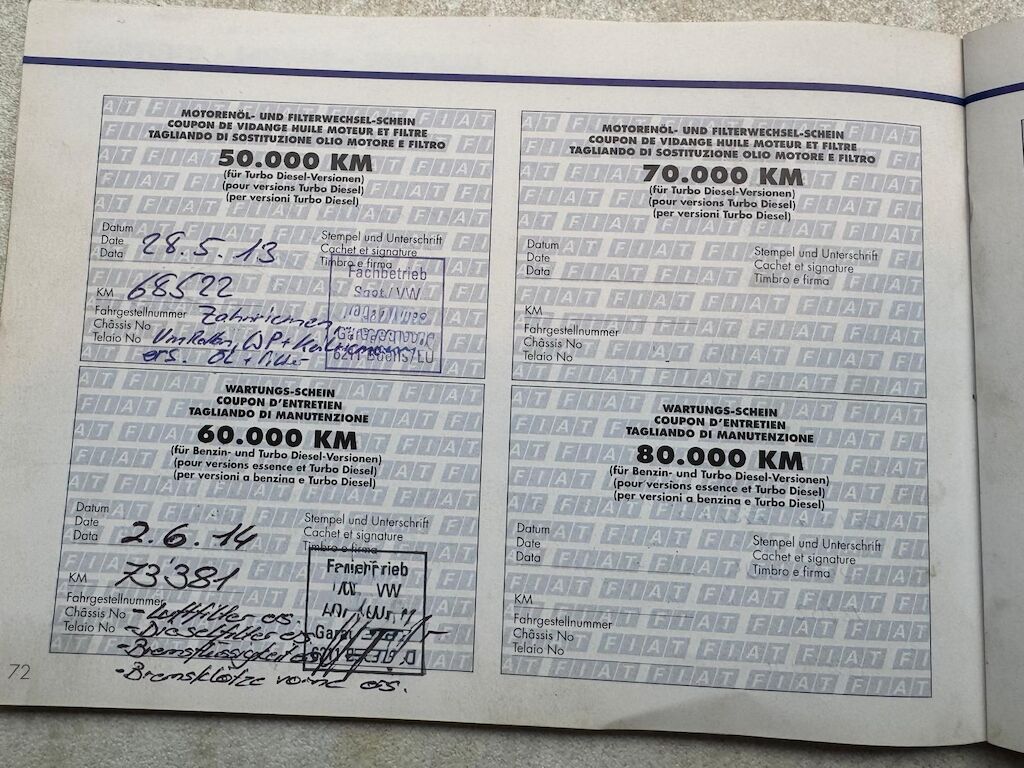 MOTORENÖL- UND FILTERWECHSEL-SCHEIN
COUPON DE VIDANGE HUILE MOTEUR ET FILTRE
TAGLIANDO DI SOSTITUZIONE OLIO MOTORE E FILTRO
50.000 KM
(für Turbo Diesel-Versionen)
(pour versions Turbo Diesel)
(per versioni Turbo Diesel)
Datum
Date
Data
28.5.13
Stempel und Unterschrift
Cachet et signature
Timbro e firma
Fachbetrieb
Seat/VW
KM 68522
Fahrgestellnummer
Châssis No
Telaio No
Zahnriemen,
Umrollen, WP + Keilriemen
ers. Öl + Filter
WARTUNGS-SCHEIN
COUPON D'ENTRETIEN
TAGLIANDO DI MANUTENZIONE
60.000 KM
(für Benzin- und Turbo Diesel-Versionen)
(pour versions essence et Turbo Diesel)
(per versioni a benzina e Turbo Diesel)
Datum
Date
Data
2.6.14
Stempel und Unterschrift
Cachet et signature
Timbro e firma
VW
KM 73'381
Fahrgestellnummer
Châssis No
Telaio No
- Luftfilter ers.
- Dieselfilter ers.
- Bremsflüssigkeit
- Bremsklötze vorne ers.
72
MOTORENÖL- UND FILTERWECHSEL-SCHEIN
COUPON DE VIDANGE HUILE MOTEUR ET FILTRE
TAGLIANDO DI SOSTITUZIONE OLIO MOTORE E FILTRO
70.000 KM
(für Turbo Diesel-Versionen)
(pour versions Turbo Diesel)
(per versioni Turbo Diesel)
Datum
Date
Data
Stempel und Unterschrift
Cachet et signature
Timbro e firma
KM
Fahrgestellnummer
Châssis No
Telaio No
WARTUNGS-SCHEIN
COUPON D'ENTRETIEN
TAGLIANDO DI MANUTENZIONE
80.000 KM
(für Benzin- und Turbo Diesel-Versionen)
(pour versions essence et Turbo Diesel)
(per versioni a benzina e Turbo Diesel)
Datum
Date
Data
Stempel und Unterschrift
Cachet et signature
Timbro e firma
KM
Fahrgestellnummer
Châssis No
Telaio No